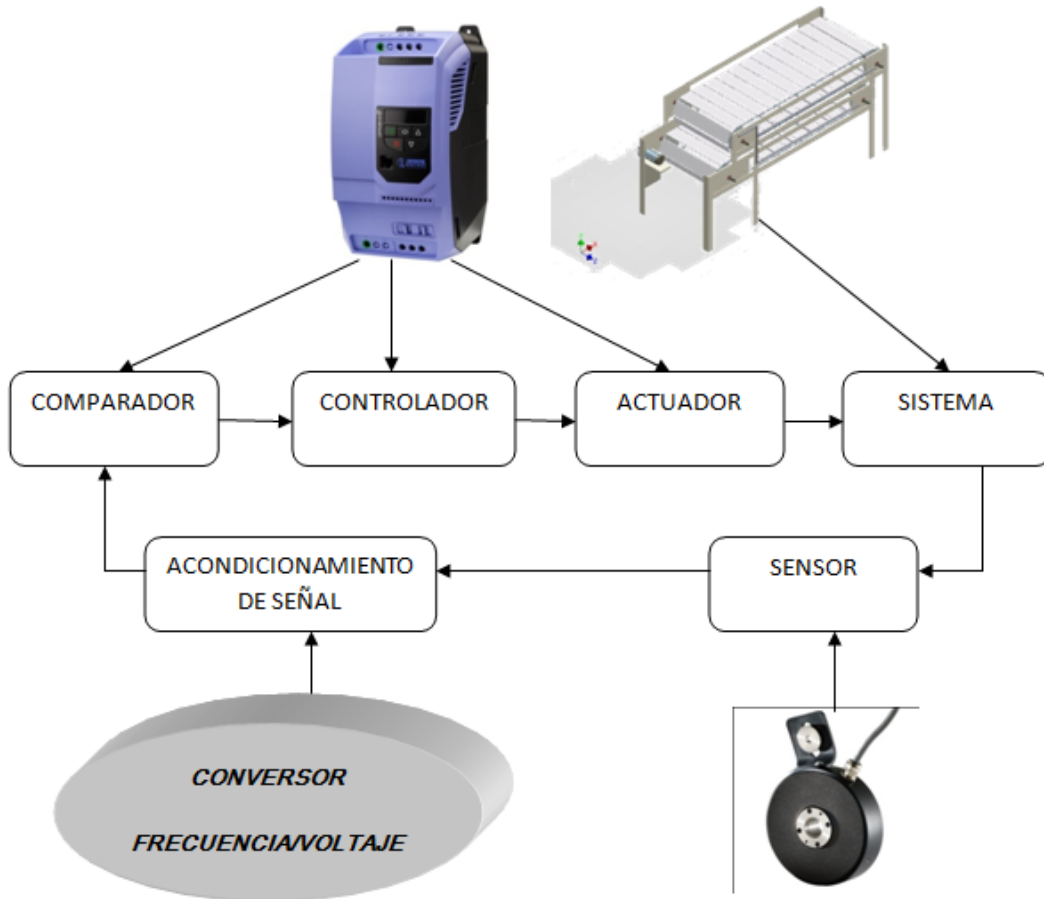 COMPARADOR
CONTROLADOR
ACTUADOR
SISTEMA
ACONDICIONAMIENTO
DE SEÑAL
SENSOR
CONVERSOR
FRECUENCIA/VOLTAJE